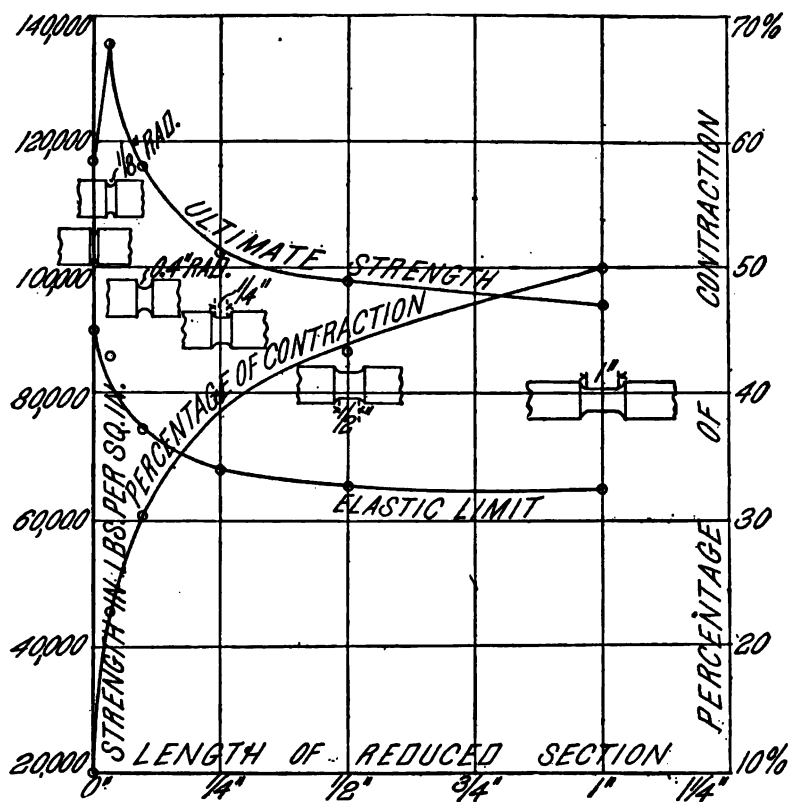 140,000
120,000
100,000
80,000
60,000
40,000
20,000
70%
60
50
40
30
20
10%
1/8" RAD.
0.4" RAD.
1/4"
1/2"
1"
ULTIMATE STRENGTH
PERCENTAGE OF CONTRACTION
ELASTIC LIMIT
STRENGTH IN LBS. PER SQ. IN.
PERCENTAGE OF CONTRACTION
LENGTH OF REDUCED SECTION
0" 1/4" 1/2" 3/4" 1" 1 1/4"